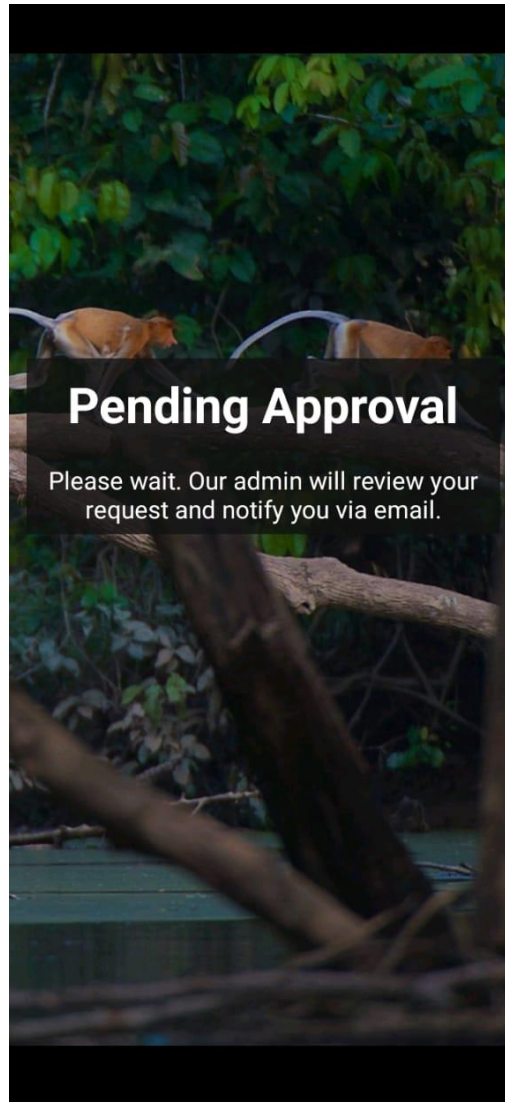 Pending Approval
Please wait. Our admin will review your
request and notify you via email.